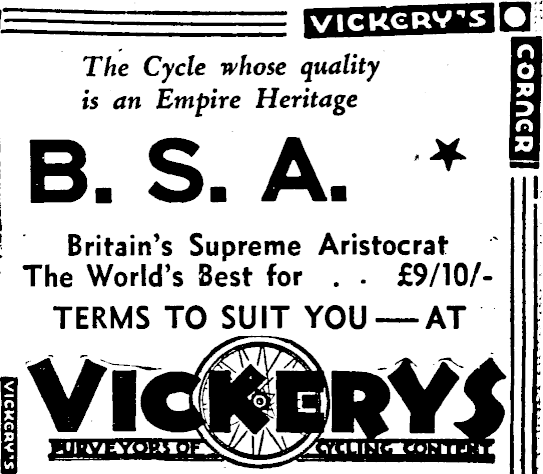 VICKERY'S
CORNER
The Cycle whose quality
is an Empire Heritage
B. S. A.
Britain's Supreme Aristocrat
The World's Best for . . £9/10/-
TERMS TO SUIT YOU — AT
VICKERYS
PURVEYORS OF CYCLING CONTENT
VICKERY'S